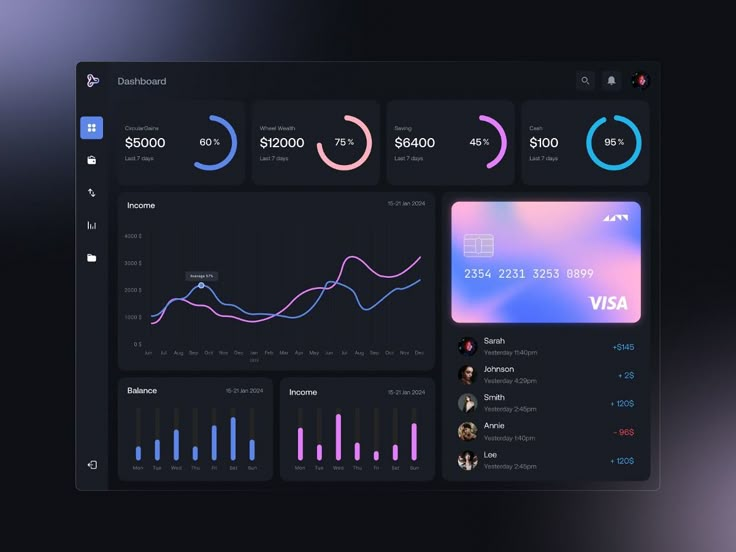 Dashboard
CircularGains
$5000
Last 7 days
60 %
Wheel Wealth
$12000
Last 7 days
75 %
Saving
$6400
Last 7 days
45 %
Cash
$100
Last 7 days
95 %
Income
15-21 Jan 2024
4000 $
3000 $
2000 $
1000 $
0 $
Average 57%
Jun Jul Aug Sep Oct Nov Dec Jan Feb Mar Apr May Jun Jul Aug Sep Oct Nov Dec
2354 2231 3253 0899
VISA
Sarah
Yesterday 11:40pm
+$145
Johnson
Yesterday 4:29pm
+ 2$
Smith
Yesterday 2:45pm
+ 120$
Annie
Yesterday 1:40pm
- 96$
Lee
Yesterday 2:45pm
+ 120$
Balance
15-21 Jan 2024
Mon Tue Wed Thu Fri Sat Sun
Income
15-21 Jan 2024
Mon Tue Wed Thu Fri Sat Sun